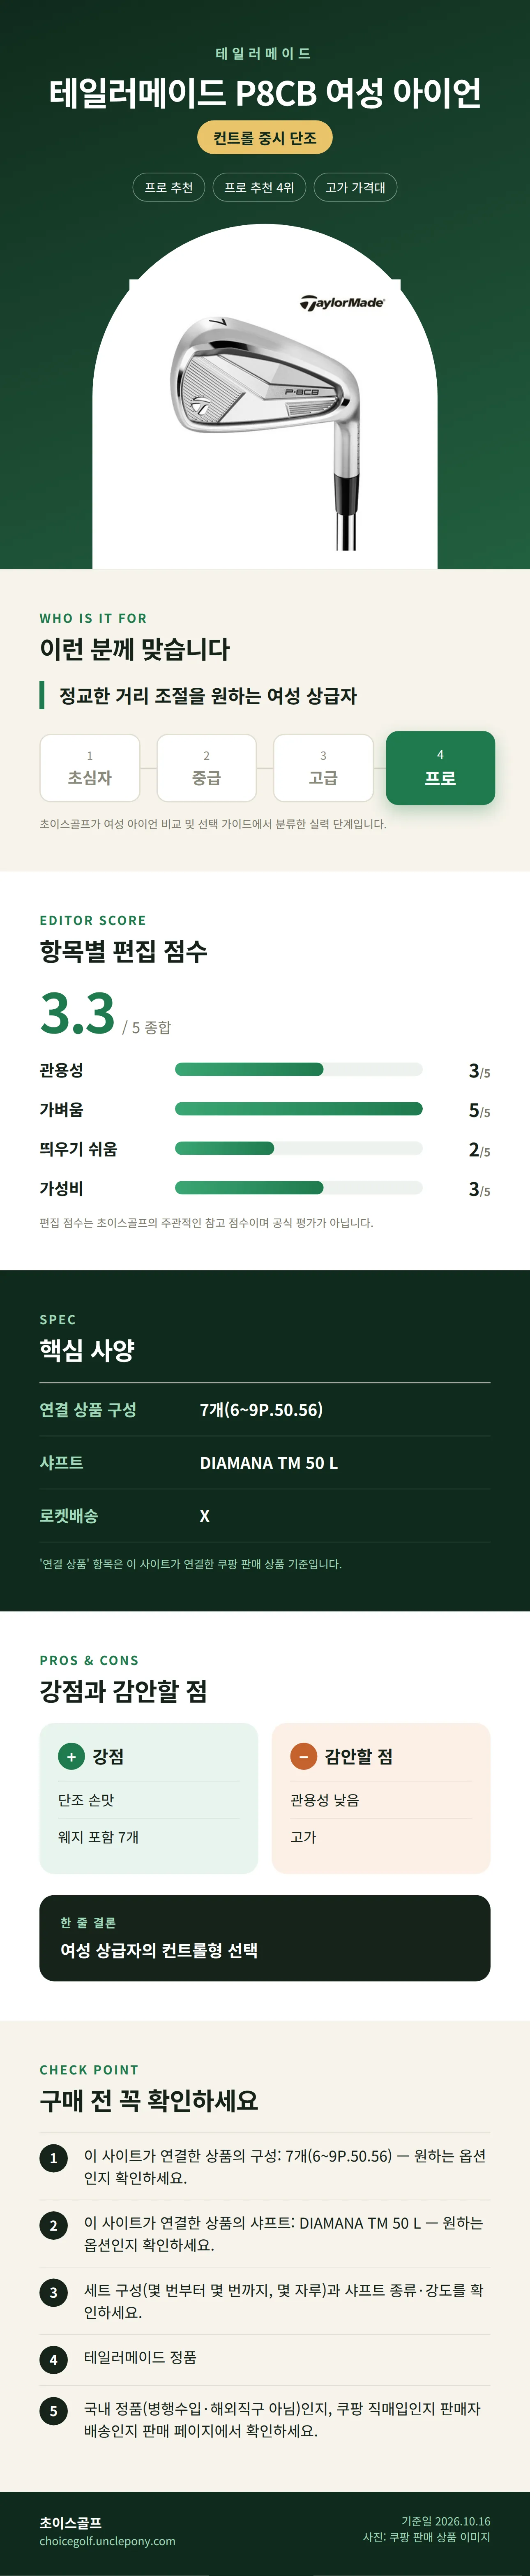 테일러메이드
테일러메이드 P8CB 여성 아이언
컨트롤 중시 단조
프로 추천
프로 추천 4위
고가 가격대
TaylorMade
7
P·8CB
WHO IS IT FOR
이런 분께 맞습니다
정교한 거리 조절을 원하는 여성 상급자
1
초심자
2
중급
3
고급
4
프로
초이스골프가 여성 아이언 비교 및 선택 가이드에서 분류한 실력 단계입니다.
EDITOR SCORE
항목별 편집 점수
3.3 / 5 종합
관용성 3/5
가벼움 5/5
띄우기 쉬움 2/5
가성비 3/5
편집 점수는 초이스골프의 주관적인 참고 점수이며 공식 평가가 아닙니다.
SPEC
핵심 사양
연결 상품 구성 7개(6~9P.50.56)
샤프트 DIAMANA TM 50 L
로켓배송 X
'연결 상품' 항목은 이 사이트가 연결한 쿠팡 판매 상품 기준입니다.
PROS & CONS
강점과 감안할 점
+ 강점
단조 손맛
웨지 포함 7개
− 감안할 점
관용성 낮음
고가
한 줄 결론
여성 상급자의 컨트롤형 선택
CHECK POINT
구매 전 꼭 확인하세요
1 이 사이트가 연결한 상품의 구성: 7개(6~9P.50.56) — 원하는 옵션
인지 확인하세요.
2 이 사이트가 연결한 상품의 샤프트: DIAMANA TM 50 L — 원하는
옵션인지 확인하세요.
3 세트 구성(몇 번부터 몇 번까지, 몇 자루)과 샤프트 종류·강도를 확
인하세요.
4 테일러메이드 정품
5 국내 정품(병행수입·해외직구 아님)인지, 쿠팡 직매입인지 판매자
배송인지 판매 페이지에서 확인하세요.
초이스골프
choicegolf.unclepony.com
기준일 2026.10.16
사진: 쿠팡 판매 상품 이미지